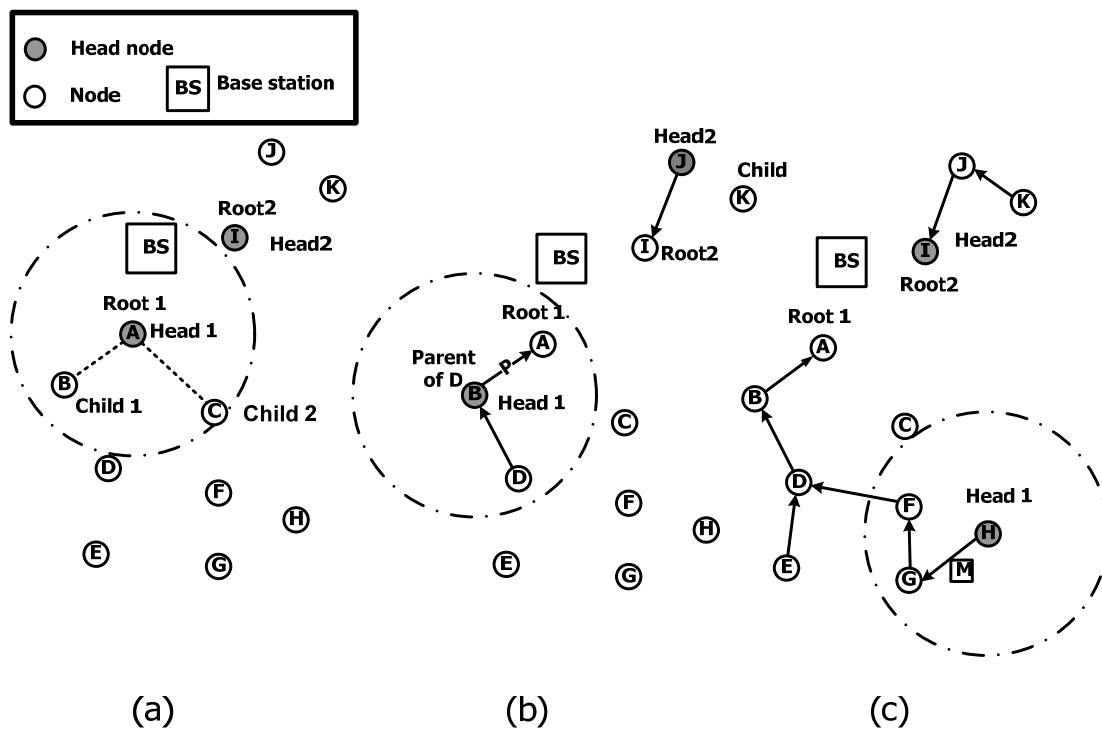 Head node
Node
BS
Base station
J
K
Root2
I
Head2
BS
Root 1
A
Head 1
B
Child 1
C
Child 2
D
F
H
E
G
(a)
Head2
J
Child
K
I
Root2
BS
Root 1
A
Parent
of D
P
B
Head 1
C
D
F
H
E
G
(b)
J
K
I
Head2
Root2
BS
Root 1
A
B
C
D
F
Head 1
H
E
G
M
(c)